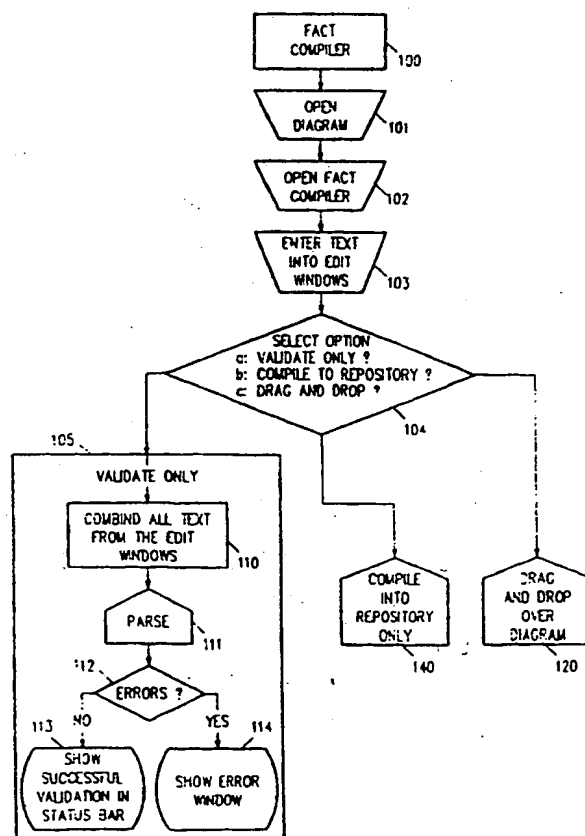 FACT
COMPILER
100
OPEN
DIAGRAM
101
OPEN FACT
COMPILER
102
ENTER TEXT
INTO EDIT
WINDOWS
103
SELECT OPTION
a: VALIDATE ONLY ?
b: COMPILE TO REPOSITORY ?
c: DRAG AND DROP ?
104
105
VALIDATE ONLY
COMBIND ALL TEXT
FROM THE EDIT
WINDOWS
110
PARSE
111
112
ERRORS ?
NO
YES
113
SHOW
SUCCESSFUL
VALIDATION IN
STATUS BAR
114
SHOW ERROR
WINDOW
COMPILE
INTO
REPOSITORY
ONLY
140
DRAG
AND DROP
OVER
DIAGRAM
120